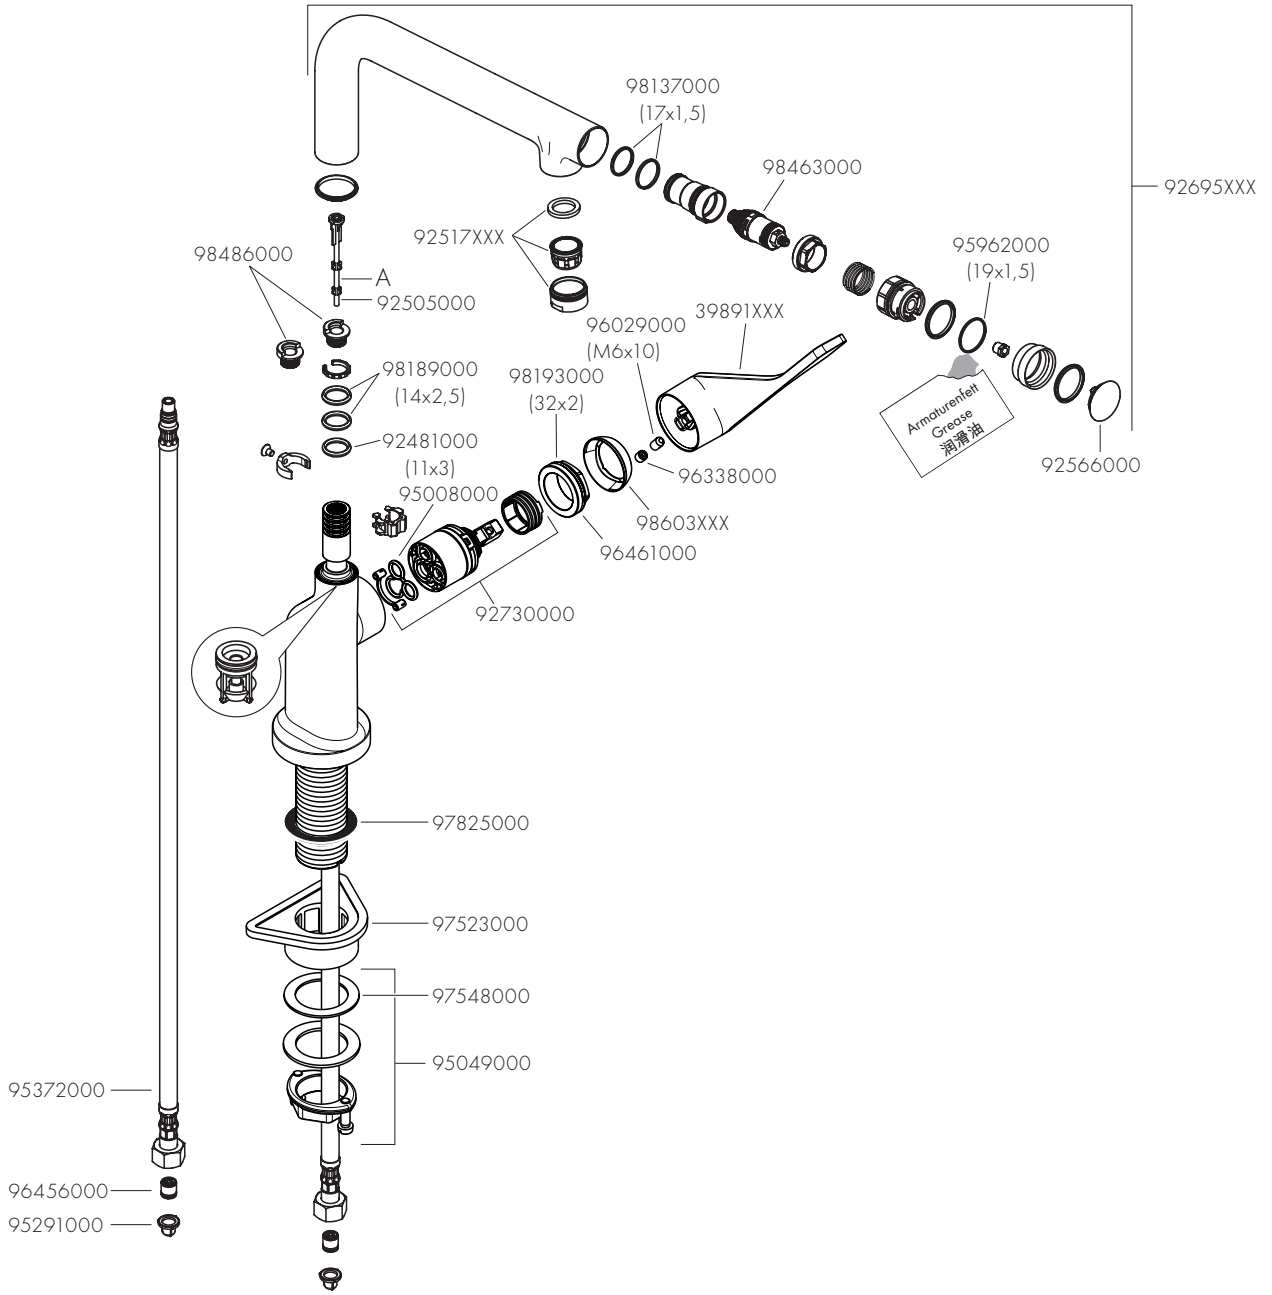 98137000
(17x1,5)
98463000
92695XXX
92517XXX
98486000
A
92505000
95962000
(19x1,5)
39891XXX
96029000
(M6x10)
98193000
(32x2)
98189000
(14x2,5)
Armaturenfett
Grease
润滑油
92481000
(11x3)
95008000
96338000
92566000
98603XXX
96461000
92730000
97825000
97523000
97548000
95049000
95372000
96456000
95291000